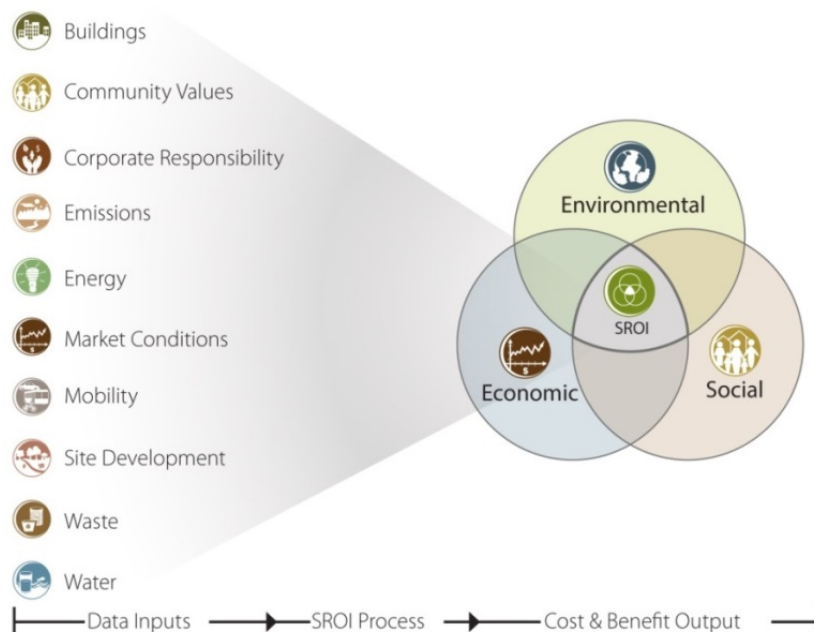 Buildings
Community Values
Corporate Responsibility
Emissions
Energy
Market Conditions
Mobility
Site Development
Waste
Water
Environmental
SROI
Economic
Social
Data Inputs
SROI Process
Cost & Benefit Output